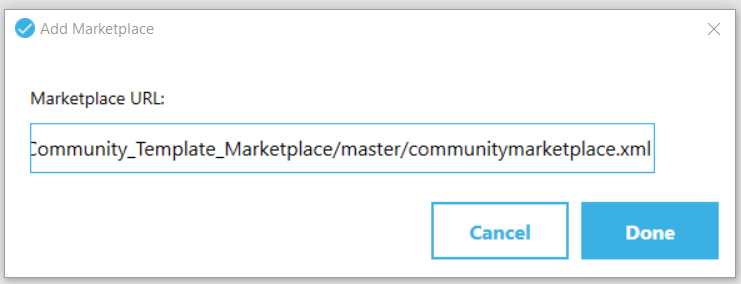 Add Marketplace
Marketplace URL:
Community_Template_Marketplace/master/communitymarketplace.xml
Cancel Done